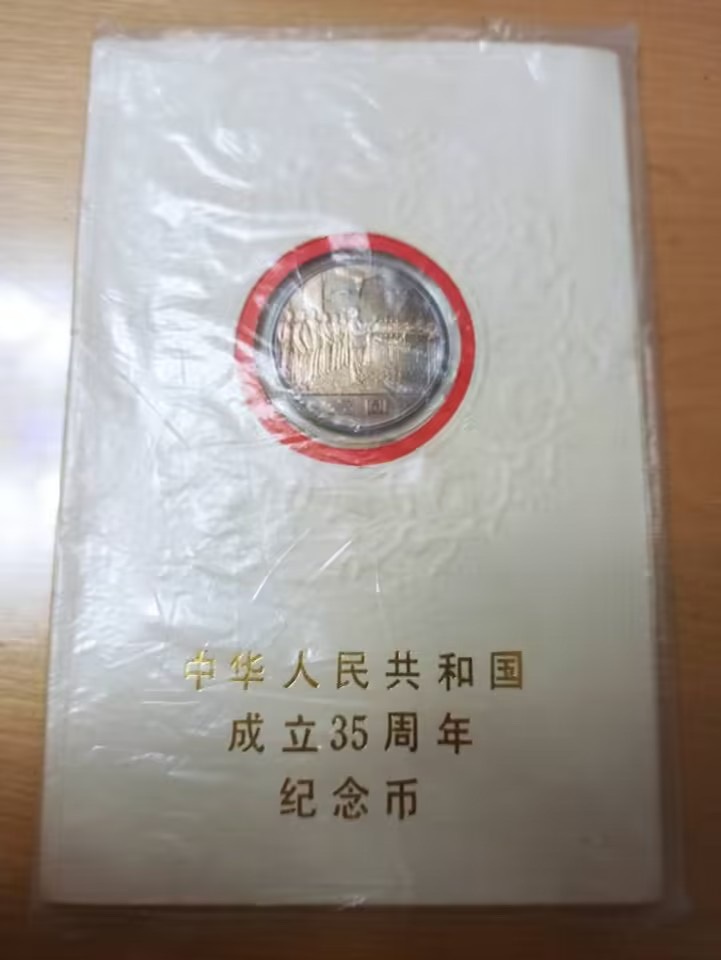 中华人民共和国
成立35周年
纪念币